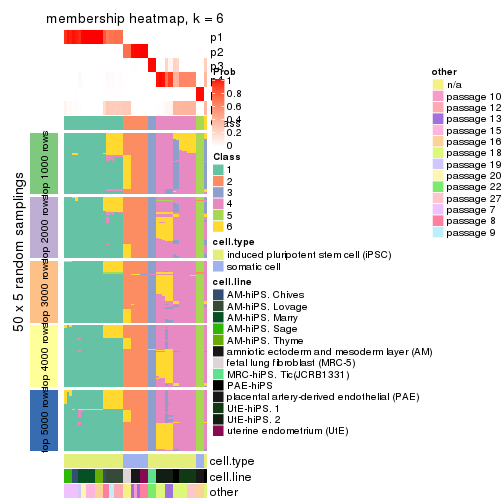 membership heatmap, k = 6
p1
p2
p3
p4
Prob
1
0.8
0.6
0.4
0.2
0
Class
1
2
3
4
5
6
50 x 5 random samplings
top 1000 rows
top 2000 rows
top 3000 rows
top 4000 rows
top 5000 rows
cell.type
induced pluripotent stem cell (iPSC)
somatic cell
cell.line
AM-hiPS. Chives
AM-hiPS. Lovage
AM-hiPS. Marry
AM-hiPS. Sage
AM-hiPS. Thyme
amniotic ectoderm and mesoderm layer (AM)
fetal lung fibroblast (MRC-5)
MRC-hiPS. Tic(JCRB1331)
PAE-hiPS
placental artery-derived endothelial (PAE)
UtE-hiPS. 1
UtE-hiPS. 2
uterine endometrium (UtE)
other
n/a
passage 10
passage 12
passage 13
passage 15
passage 16
passage 18
passage 19
passage 20
passage 22
passage 27
passage 7
passage 8
passage 9
cell.type
cell.line
other